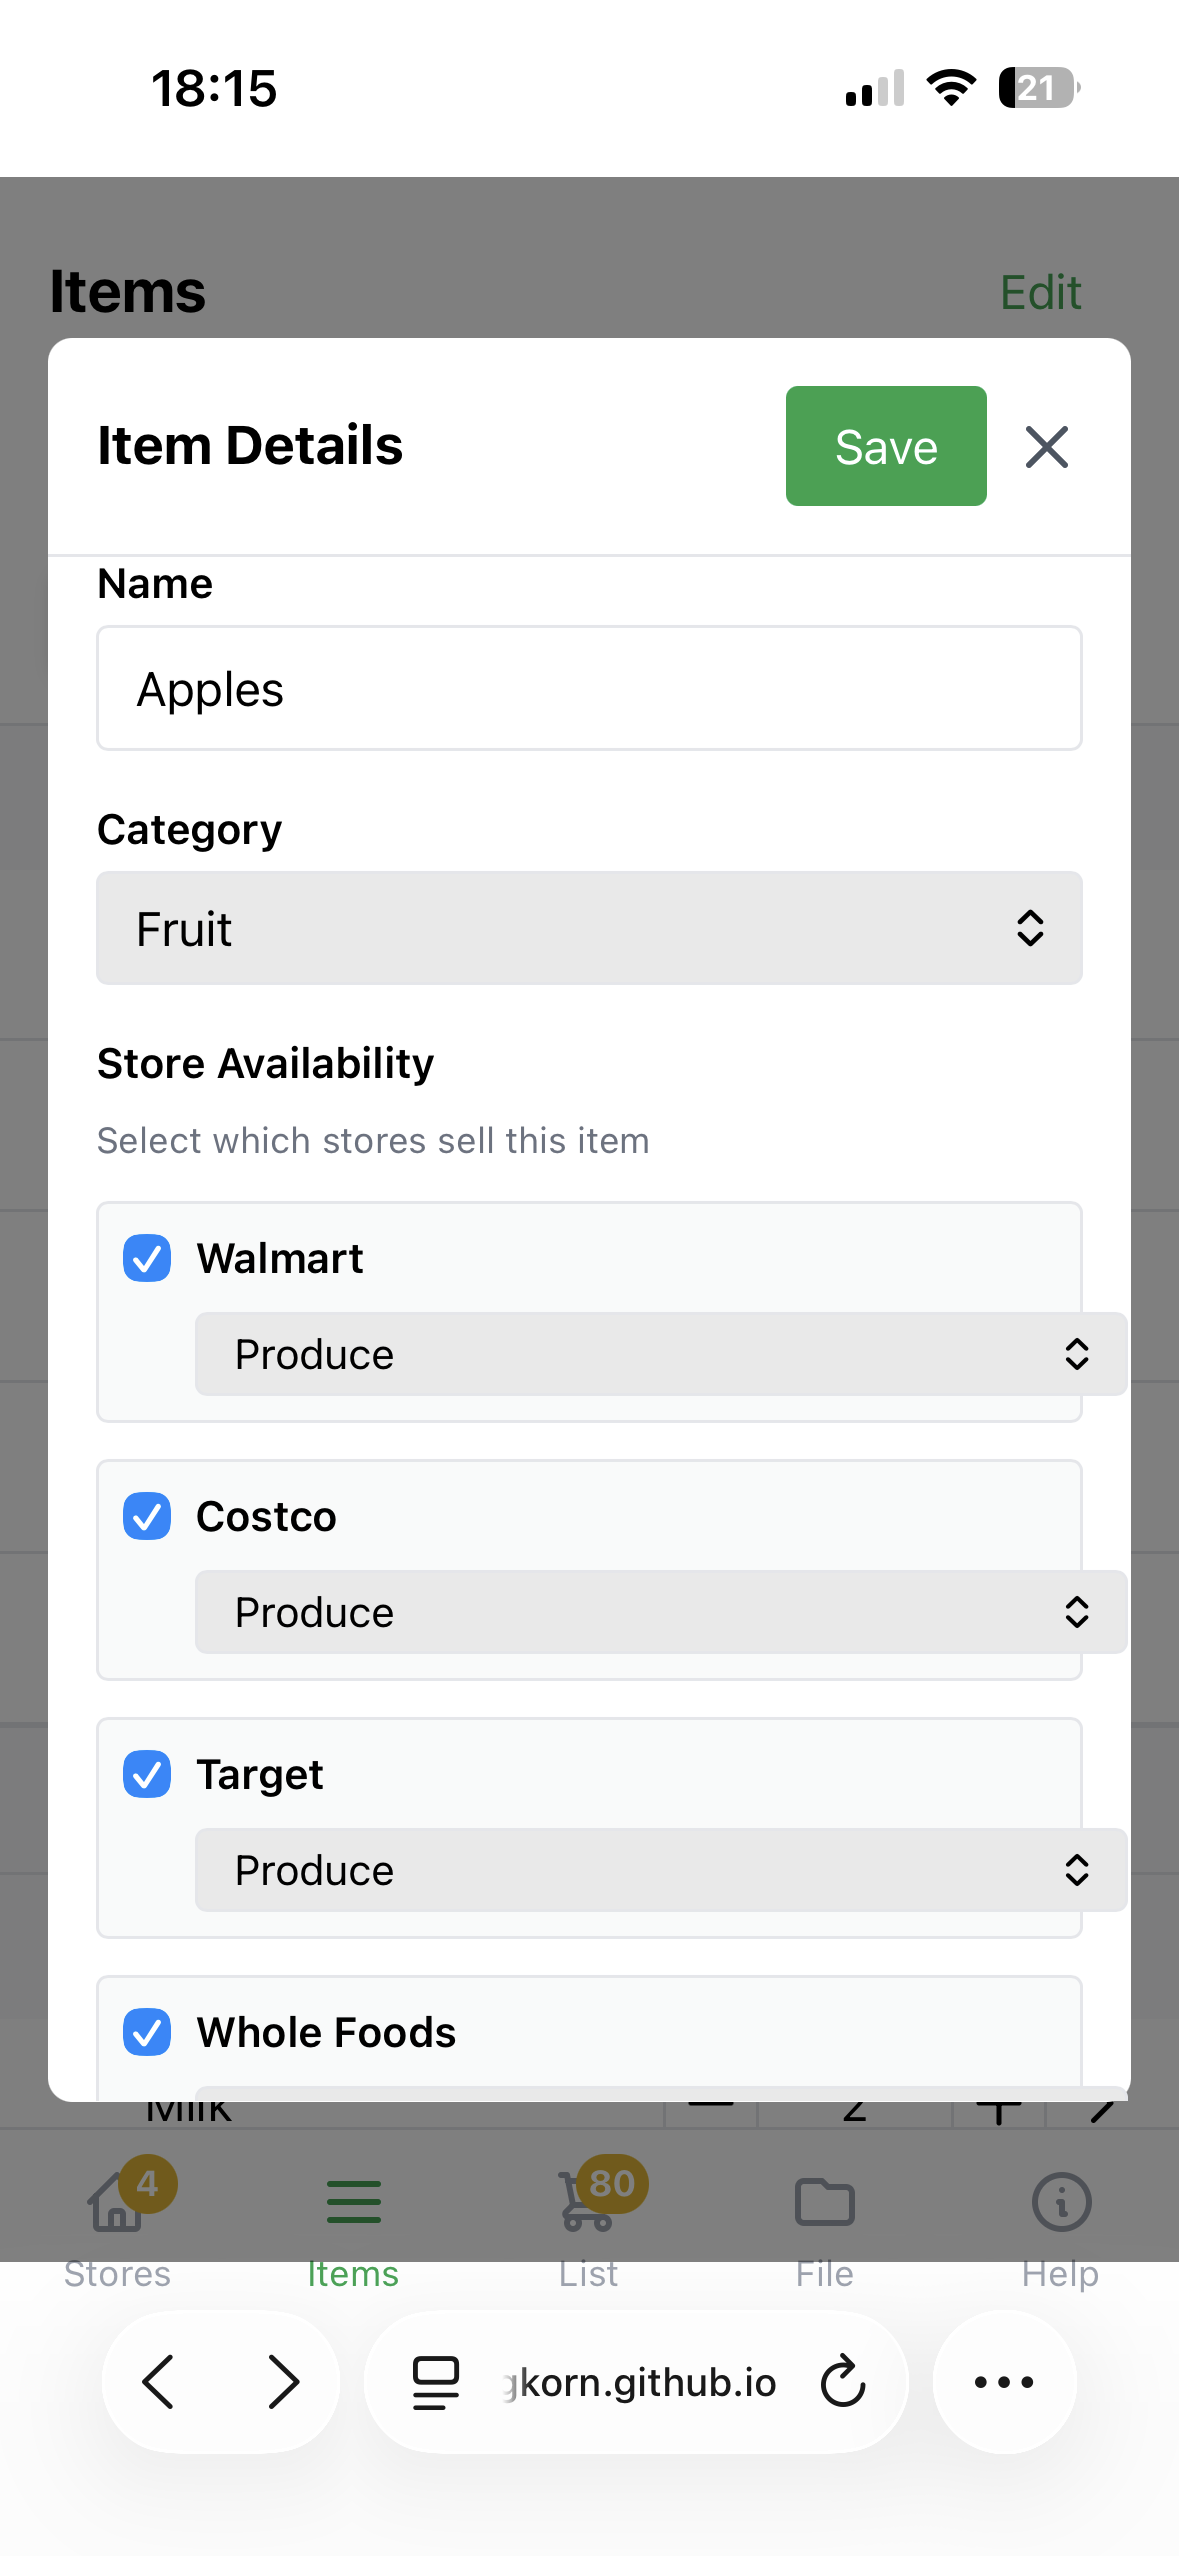 18:15
21
Items
Edit
Item Details
Save
Name
Apples
Category
Fruit
Store Availability
Select which stores sell this item
Walmart
Produce
Costco
Produce
Target
Produce
Whole Foods
Milk
2
4
80
Stores
Items
List
File
Help
gkorn.github.io